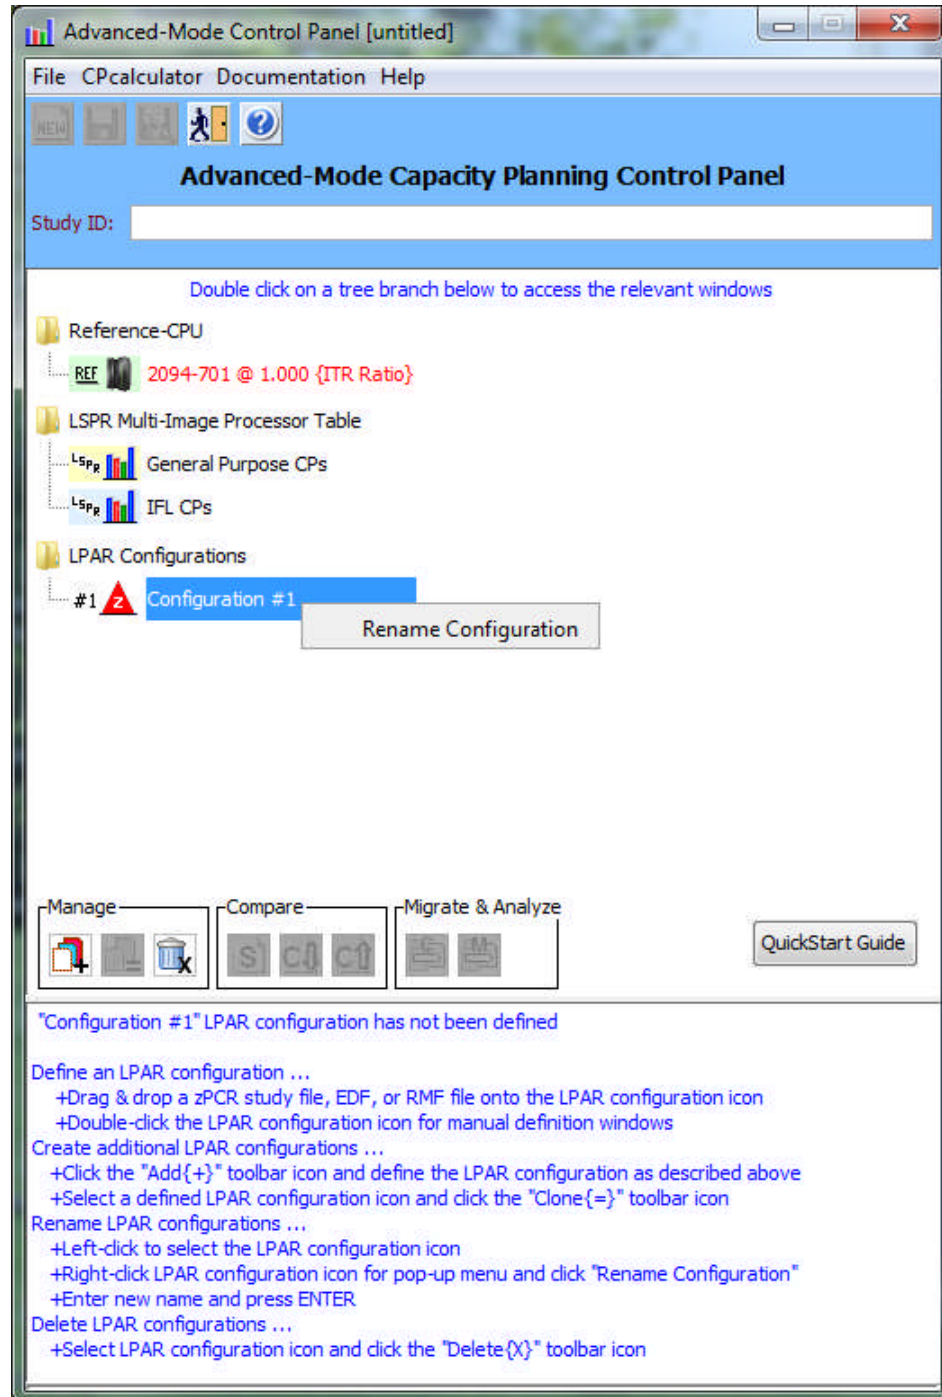 Advanced-Mode Control Panel [untitled]
File CPcalculator Documentation Help
NEW
Advanced-Mode Capacity Planning Control Panel
Study ID:
Double click on a tree branch below to access the relevant windows
Reference-CPU
REF 2094-701 @ 1.000 {ITR Ratio}
LSPR Multi-Image Processor Table
LSPR General Purpose CPs
LSPR IFL CPs
LPAR Configurations
#1 z Configuration #1
Rename Configuration
Manage Compare Migrate & Analyze
S C C C M
QuickStart Guide
"Configuration #1" LPAR configuration has not been defined
Define an LPAR configuration ...
+Drag & drop a zPCR study file, EDF, or RMF file onto the LPAR configuration icon
+Double-click the LPAR configuration icon for manual definition windows
Create additional LPAR configurations ...
+Click the "Add{+}" toolbar icon and define the LPAR configuration as described above
+Select a defined LPAR configuration icon and click the "Clone{=}" toolbar icon
Rename LPAR configurations ...
+Left-click to select the LPAR configuration icon
+Right-click LPAR configuration icon for pop-up menu and click "Rename Configuration"
+Enter new name and press ENTER
Delete LPAR configurations ...
+Select LPAR configuration icon and click the "Delete{X}" toolbar icon